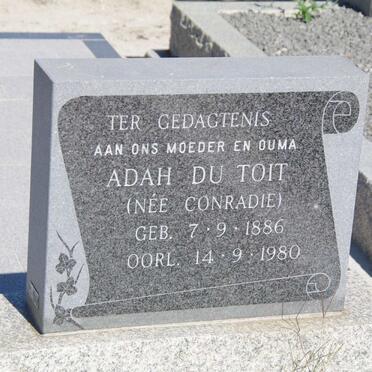 TER GEDAGTENIS
AAN ONS MOEDER EN OUMA
ADAH DU TOIT
(NÉE CONRADIE)
GEB. 7·9·1886
OORL. 14·9·1980